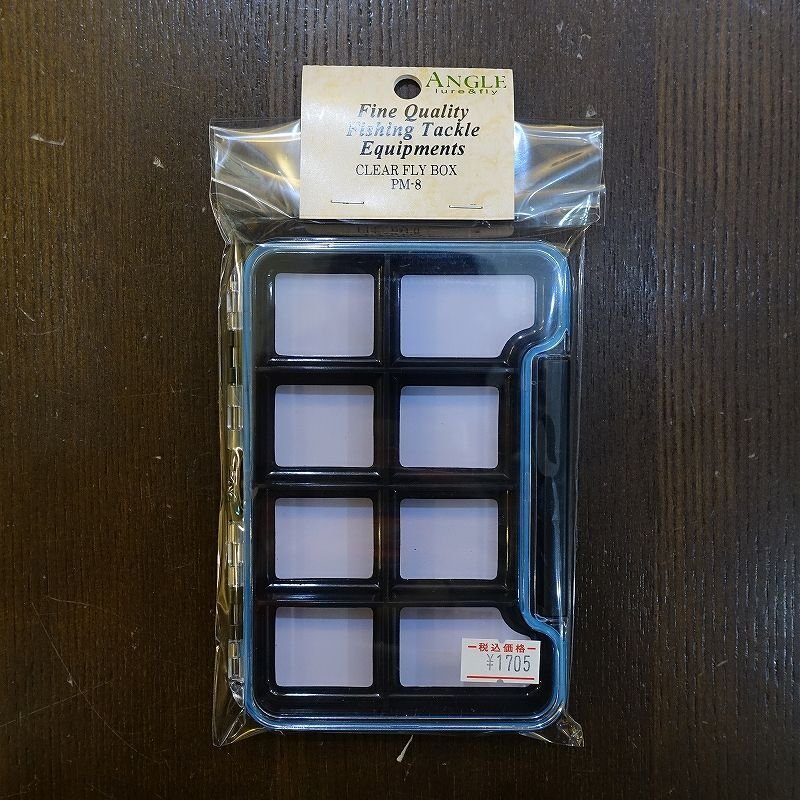 ANGLE
lure&fly
Fine Quality
Fishing Tackle
Equipments
CLEAR FLY BOX
PM-8
税込価格
¥1705